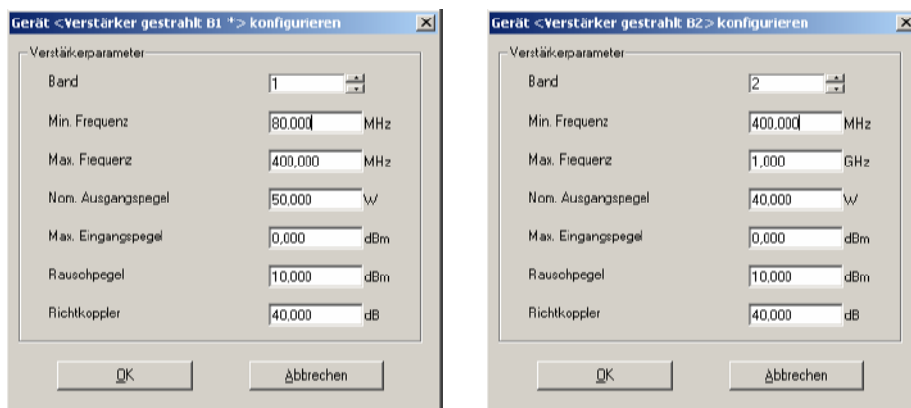 Gerät <Verstärker gestrahlt B1 *> konfigurieren
Verstärkerparameter
Band 1
Min. Frequenz 80.000 MHz
Max. Frequenz 400,000 MHz
Nom. Ausgangspegel 50,000 W
Max. Eingangspegel 0,000 dBm
Rauschpegel 10,000 dBm
Richtkoppler 40,000 dB
OK Abbrechen
Gerät <Verstärker gestrahlt B2> konfigurieren
Verstärkerparameter
Band 2
Min. Frequenz 400.000 MHz
Max. Frequenz 1,000 GHz
Nom. Ausgangspegel 40,000 W
Max. Eingangspegel 0,000 dBm
Rauschpegel 10,000 dBm
Richtkoppler 40,000 dB
OK Abbrechen